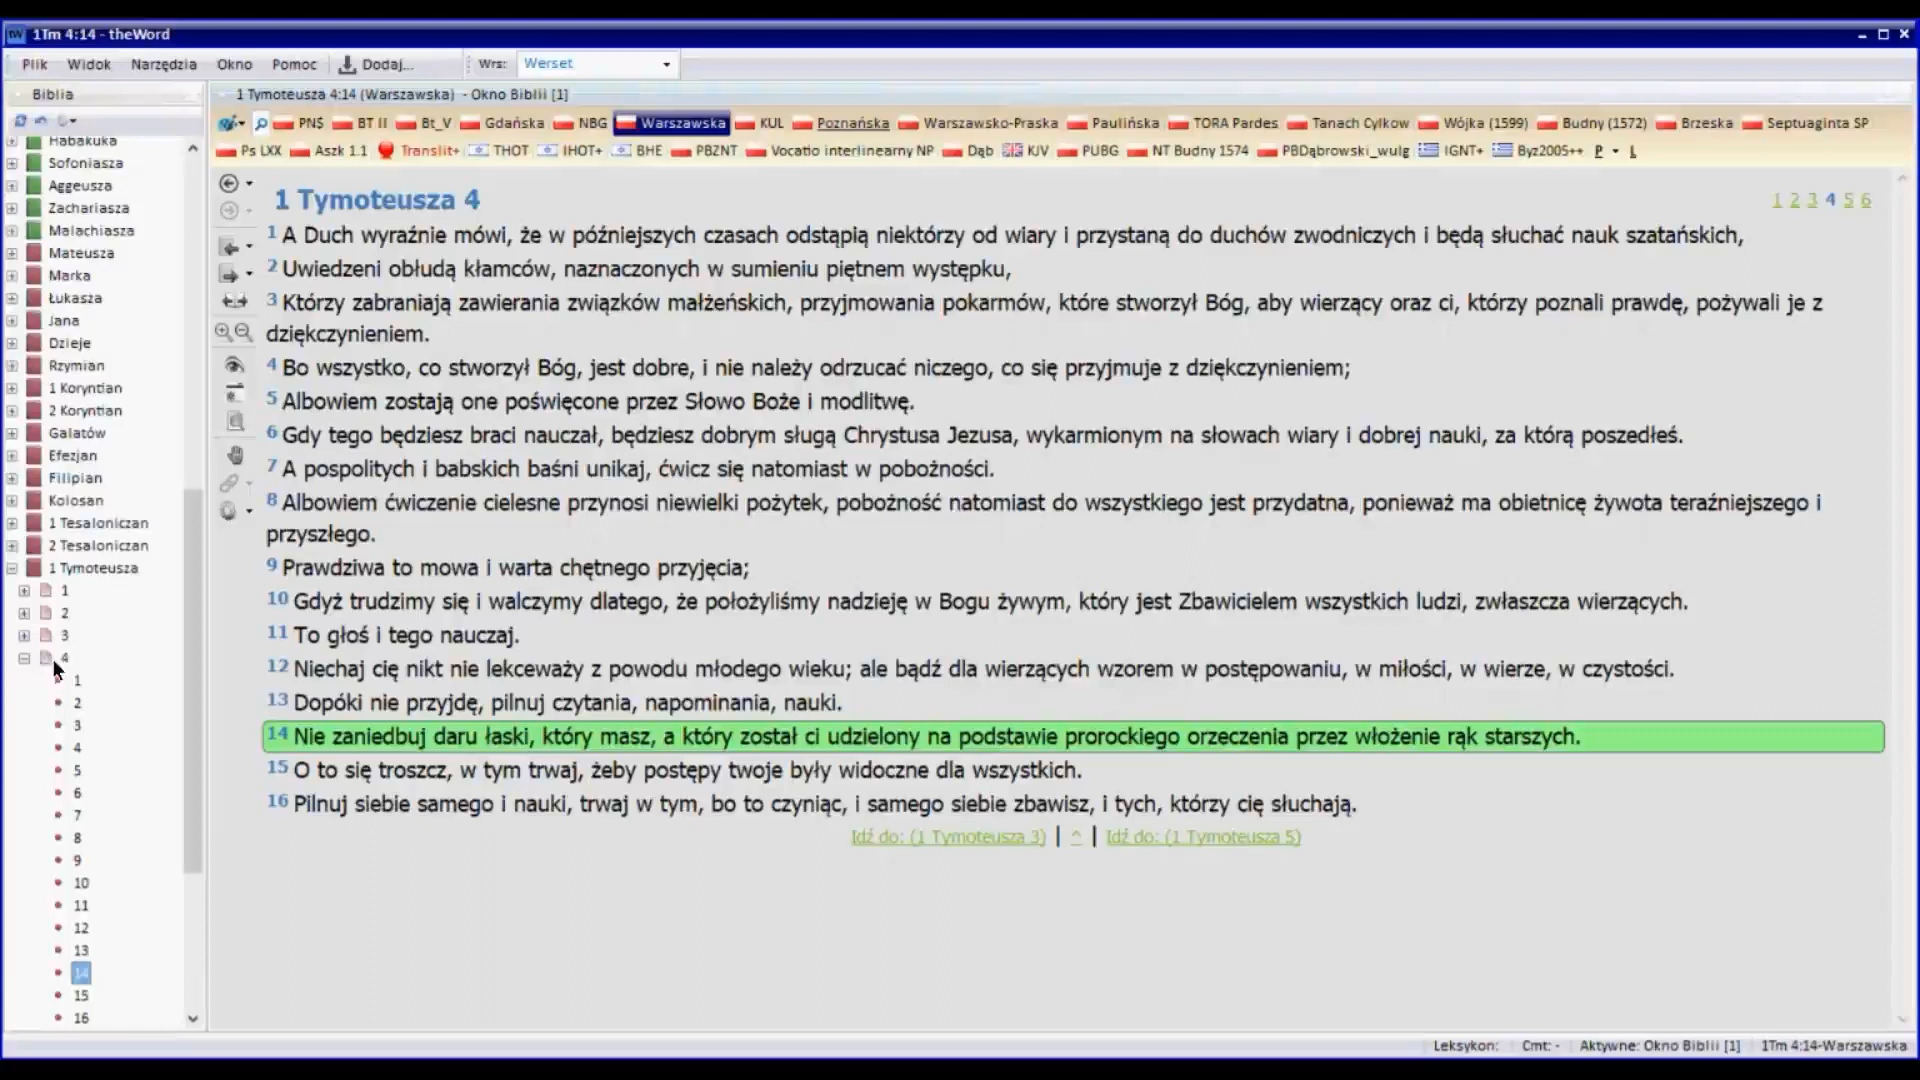 1Tm 4:14 - theWord
Plik Widok Narzędzia Okno Pomoc Dodaj... Wrs: Werset
Biblia
1 Tymoteusza 4:14 (Warszawska) - Okno Biblii [1]
PNŚ BT II Bt_V Gdańska NBG Warszawska KUL Poznańska Warszawsko-Praska Paulińska TORA Pardes Tanach Cylkow Wójka (1599) Budny (1572) Brzeska Septuaginta SP
Ps LXX Aszk 1.1 Translit+ THOT IHOT+ BHE PBZNT Vocatio interlinearny NP Dąb KJV PUBG NT Budny 1574 PBDąbrowski_wulg IGNT+ Byz2005++ P L
Habakuka
Sofoniasza
Aggeusza
Zachariasza
Malachiasza
Mateusza
Marka
Łukasza
Jana
Dzieje
Rzymian
1 Koryntian
2 Koryntian
Galatów
Efezjan
Filipian
Kolosan
1 Tesaloniczan
2 Tesaloniczan
1 Tymoteusza
1
2
3
4
1
2
3
4
5
6
7
8
9
10
11
12
13
14
15
16
1 Tymoteusza 4
1 2 3 4 5 6
1 A Duch wyraźnie mówi, że w późniejszych czasach odstąpią niektórzy od wiary i przystaną do duchów zwodniczych i będą słuchać nauk szatańskich,
2 Uwiedzeni obłudą kłamców, naznaczonych w sumieniu piętnem występku,
3 Którzy zabraniają zawierania związków małżeńskich, przyjmowania pokarmów, które stworzył Bóg, aby wierzący oraz ci, którzy poznali prawdę, pożywali je z
dziękczynieniem.
4 Bo wszystko, co stworzył Bóg, jest dobre, i nie należy odrzucać niczego, co się przyjmuje z dziękczynieniem;
5 Albowiem zostają one poświęcone przez Słowo Boże i modlitwę.
6 Gdy tego będziesz braci nauczał, będziesz dobrym sługą Chrystusa Jezusa, wykarmionym na słowach wiary i dobrej nauki, za którą poszedłeś.
7 A pospolitych i babskich baśni unikaj, ćwicz się natomiast w pobożności.
8 Albowiem ćwiczenie cielesne przynosi niewielki pożytek, pobożność natomiast do wszystkiego jest przydatna, ponieważ ma obietnicę żywota teraźniejszego i
przyszłego.
9 Prawdziwa to mowa i warta chętnego przyjęcia;
10 Gdyż trudzimy się i walczymy dlatego, że położyliśmy nadzieję w Bogu żywym, który jest Zbawicielem wszystkich ludzi, zwłaszcza wierzących.
11 To głoś i tego nauczaj.
12 Niechaj cię nikt nie lekceważy z powodu młodego wieku; ale bądź dla wierzących wzorem w postępowaniu, w miłości, w wierze, w czystości.
13 Dopóki nie przyjdę, pilnuj czytania, napominania, nauki.
14 Nie zaniedbuj daru łaski, który masz, a który został ci udzielony na podstawie prorockiego orzeczenia przez włożenie rąk starszych.
15 O to się troszcz, w tym trwaj, żeby postępy twoje były widoczne dla wszystkich.
16 Pilnuj siebie samego i nauki, trwaj w tym, bo to czyniąc, i samego siebie zbawisz, i tych, którzy cię słuchają.
Idź do: (1 Tymoteusza 3) | ^ | Idź do: (1 Tymoteusza 5)
Leksykon: Cmt: - Aktywne: Okno Biblii [1] 1Tm 4:14-Warszawska